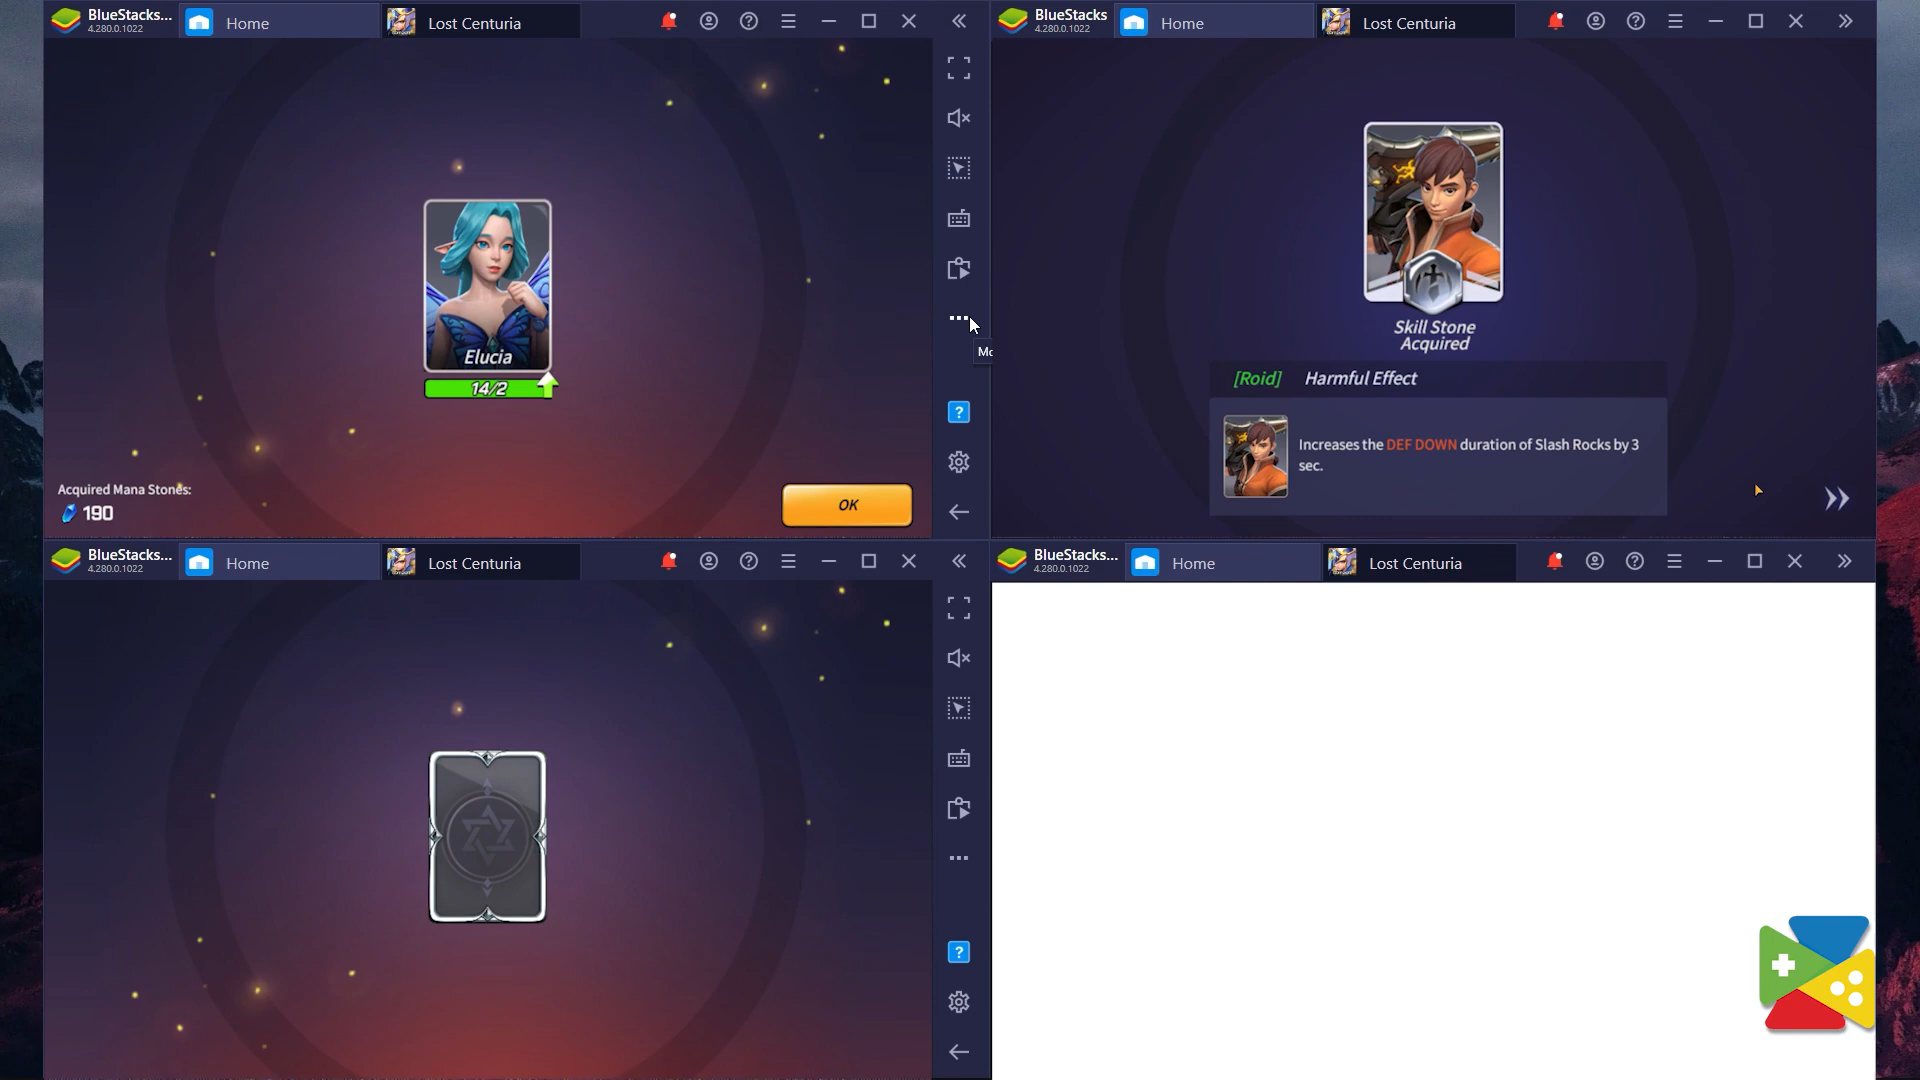 BlueStacks...
4.280.0.1022
Home
Lost Centuria
Elucia
14/2
Acquired Mana Stones:
190
OK
Mo
BlueStacks
4.280.0.1022
Home
Lost Centuria
Skill Stone
Acquired
[Roid] Harmful Effect
Increases the DEF DOWN duration of Slash Rocks by 3
sec.
BlueStacks...
4.280.0.1022
Home
Lost Centuria
BlueStacks...
4.280.0.1022
Home
Lost Centuria